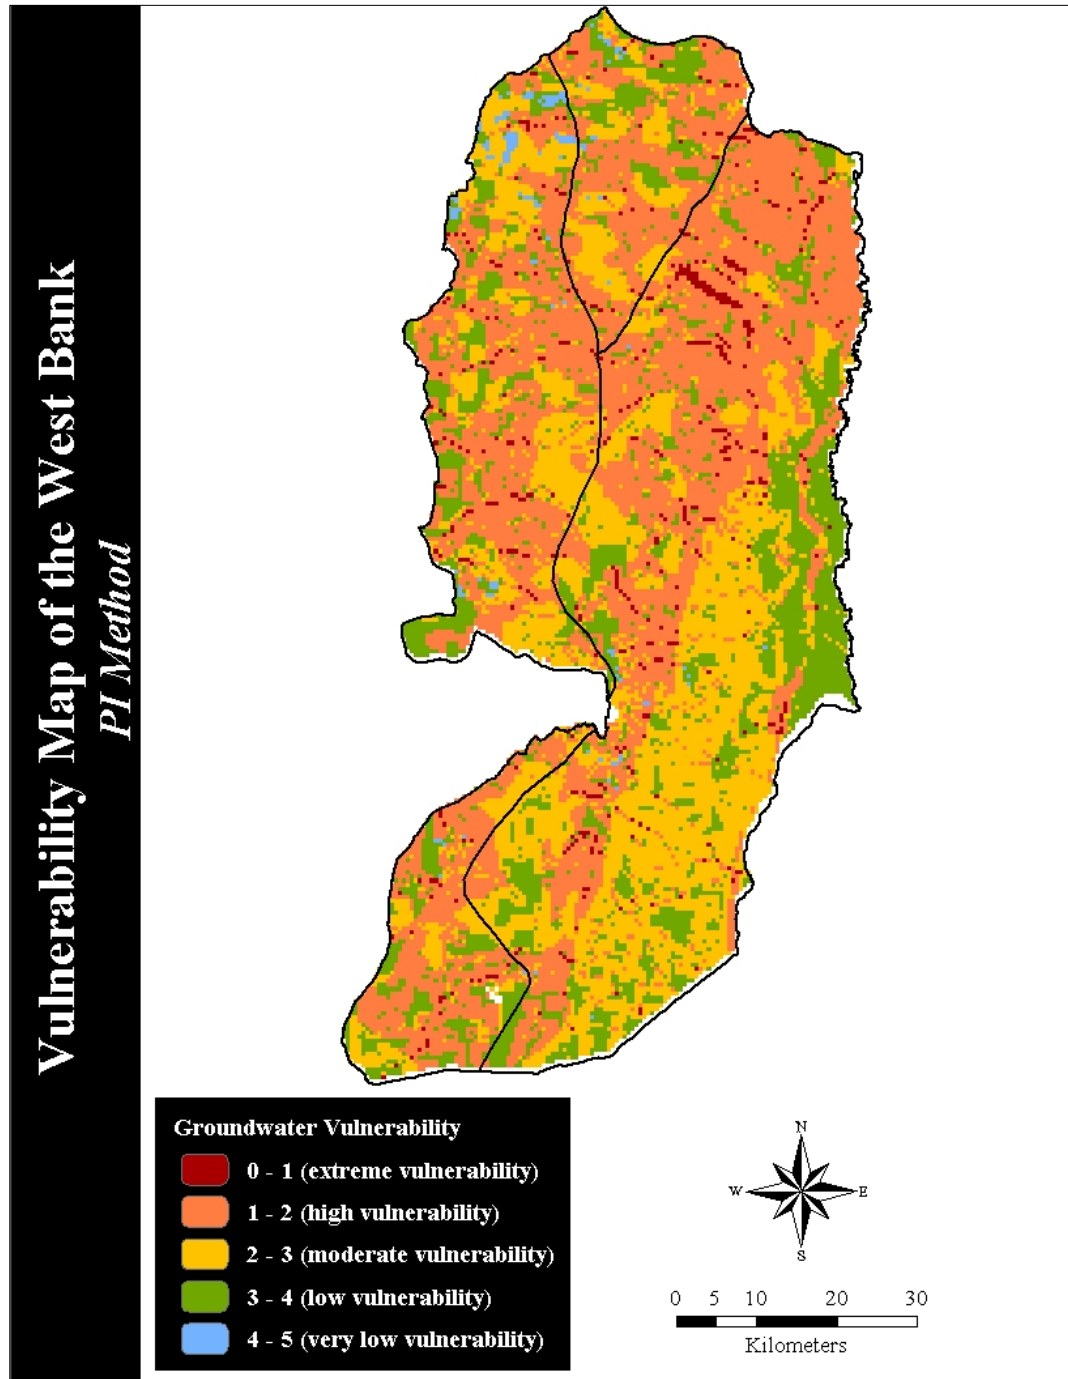 Vulnerability Map of the West Bank
PI Method
Groundwater Vulnerability
0 - 1 (extreme vulnerability)
1 - 2 (high vulnerability)
2 - 3 (moderate vulnerability)
3 - 4 (low vulnerability)
4 - 5 (very low vulnerability)
N
W E
S
0 5 10 20 30
Kilometers